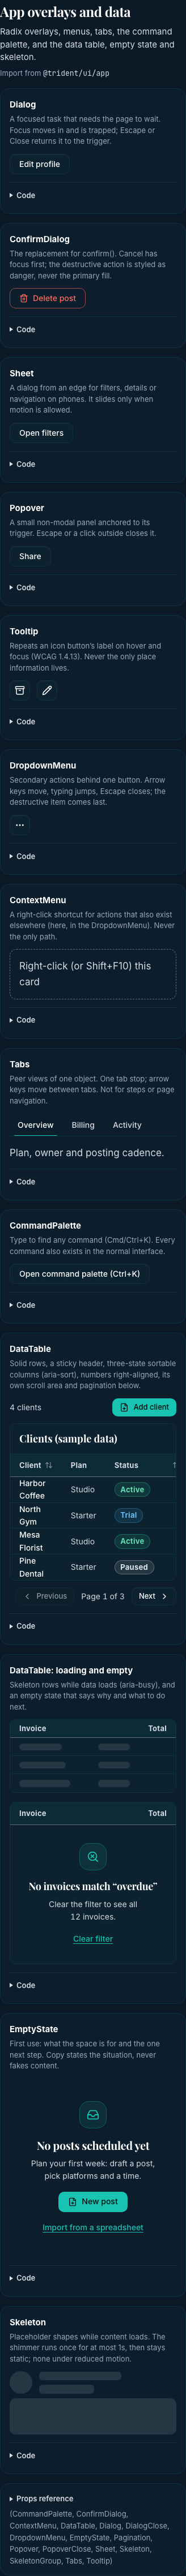 App overlays and data
Radix overlays, menus, tabs, the command
palette, and the data table, empty state and
skeleton.
Import from @trident/ui/app
Dialog
A focused task that needs the page to wait.
Focus moves in and is trapped; Escape or
Close returns it to the trigger.
Edit profile
Code
ConfirmDialog
The replacement for confirm(). Cancel has
focus first; the destructive action is styled as
danger, never the primary fill.
Delete post
Code
Sheet
A dialog from an edge for filters, details or
navigation on phones. It slides only when
motion is allowed.
Open filters
Code
Popover
A small non-modal panel anchored to its
trigger. Escape or a click outside closes it.
Share
Code
Tooltip
Repeats an icon button's label on hover and
focus (WCAG 1.4.13). Never the only place
information lives.
Code
DropdownMenu
Secondary actions behind one button. Arrow
keys move, typing jumps, Escape closes; the
destructive item comes last.
Code
ContextMenu
A right-click shortcut for actions that also exist
elsewhere (here, in the DropdownMenu). Never
the only path.
Right-click (or Shift+F10) this
card
Code
Tabs
Peer views of one object. One tab stop; arrow
keys move between tabs. Not for steps or page
navigation.
Overview Billing Activity
Plan, owner and posting cadence.
Code
CommandPalette
Type to find any command (Cmd/Ctrl+K). Every
command also exists in the normal interface.
Open command palette (Ctrl+K)
Code
DataTable
Solid rows, a sticky header, three-state sortable
columns (aria-sort), numbers right-aligned, its
own scroll area and pagination below.
4 clients Add client
Clients (sample data)
Client Plan Status
Harbor
Coffee Studio Active
North
Gym Starter Trial
Mesa
Florist Studio Active
Pine
Dental Starter Paused
Previous Page 1 of 3 Next
Code
DataTable: loading and empty
Skeleton rows while data loads (aria-busy), and
an empty state that says why and what to do
next.
Invoice Total
Invoice Total
No invoices match “overdue”
Clear the filter to see all
12 invoices.
Clear filter
Code
EmptyState
First use: what the space is for and the one
next step. Copy states the situation, never
fakes content.
No posts scheduled yet
Plan your first week: draft a post,
pick platforms and a time.
New post
Import from a spreadsheet
Code
Skeleton
Placeholder shapes while content loads. The
shimmer runs once for at most 1s, then stays
static; none under reduced motion.
Code
Props reference
(CommandPalette, ConfirmDialog,
ContextMenu, DataTable, Dialog, DialogClose,
DropdownMenu, EmptyState, Pagination,
Popover, PopoverClose, Sheet, Skeleton,
SkeletonGroup, Tabs, Tooltip)